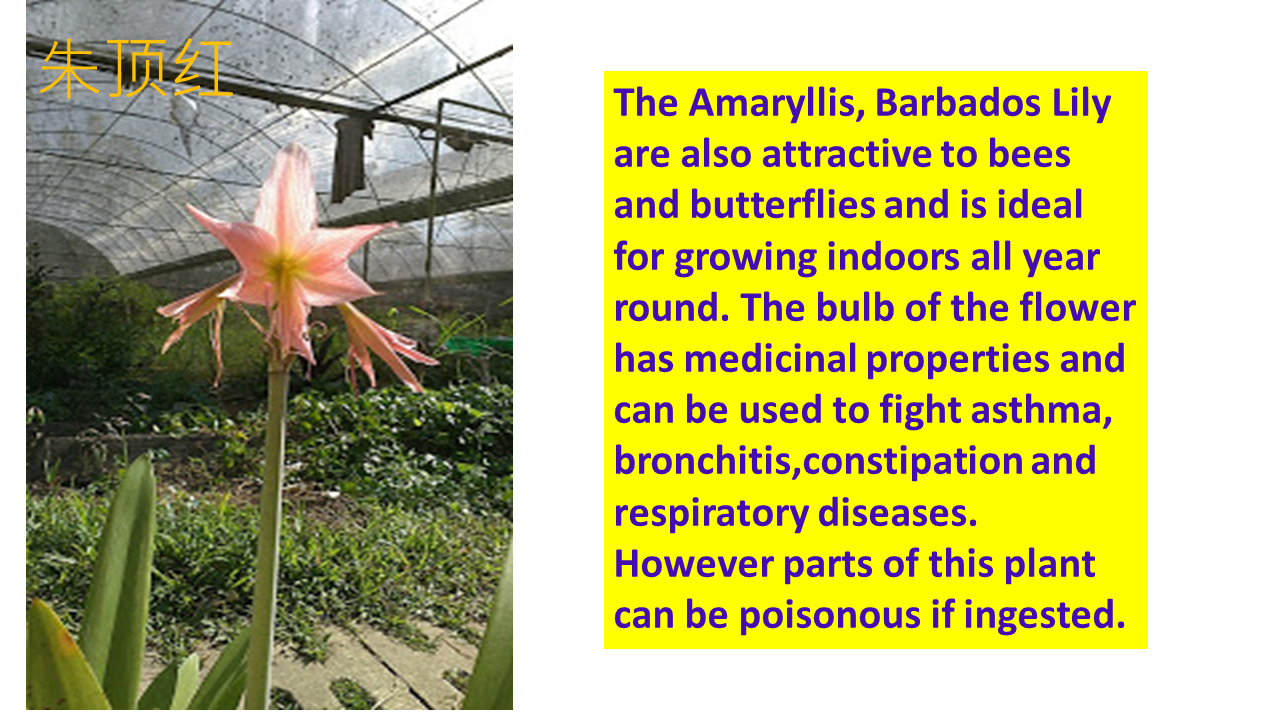 朱顶红
The Amaryllis, Barbados Lily
are also attractive to bees
and butterflies and is ideal
for growing indoors all year
round. The bulb of the flower
has medicinal properties and
can be used to fight asthma,
bronchitis,constipation and
respiratory diseases.
However parts of this plant
can be poisonous if ingested.